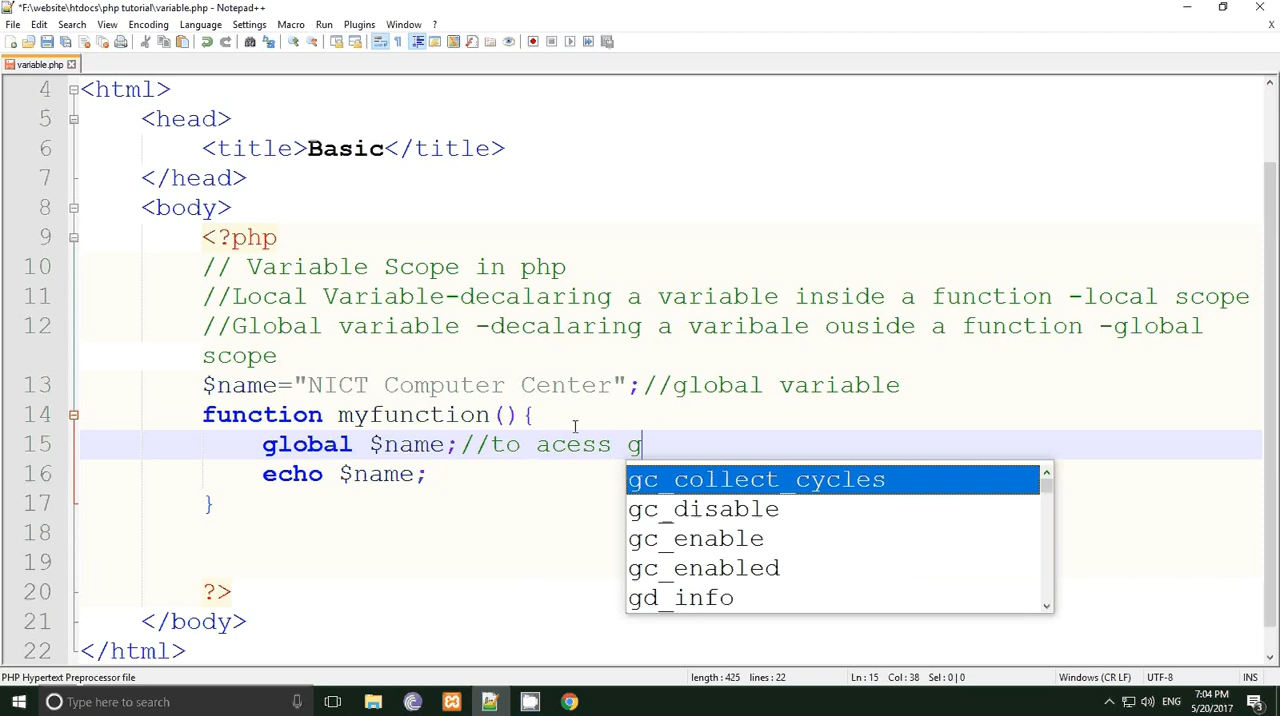 *F:\website\htdocs\php tutorial\variable.php - Notepad++
File Edit Search View Encoding Language Settings Macro Run Plugins Window ?
X
variable.php
4 <html>
5 <head>
6 <title>Basic</title>
7 </head>
8 <body>
9 <?php
10 // Variable Scope in php
11 //Local Variable-decalaring a variable inside a function -local scope
12 //Global variable -decalaring a varibale ouside a function -global
scope
13 $name="NICT Computer Center";//global variable
14 function myfunction(){
15 global $name;//to acess g
16 echo $name;
gc_collect_cycles
17 }
gc_disable
18
gc_enable
19
gc_enabled
20 ?>
gd_info
21 </body>
22 </html>
PHP Hypertext Preprocessor file length : 425 lines : 22 Ln : 15 Col : 38 Sel : 0 | 0 Windows (CR LF) UTF-8 INS
Type here to search ENG 7:04 PM
5/20/2017 3